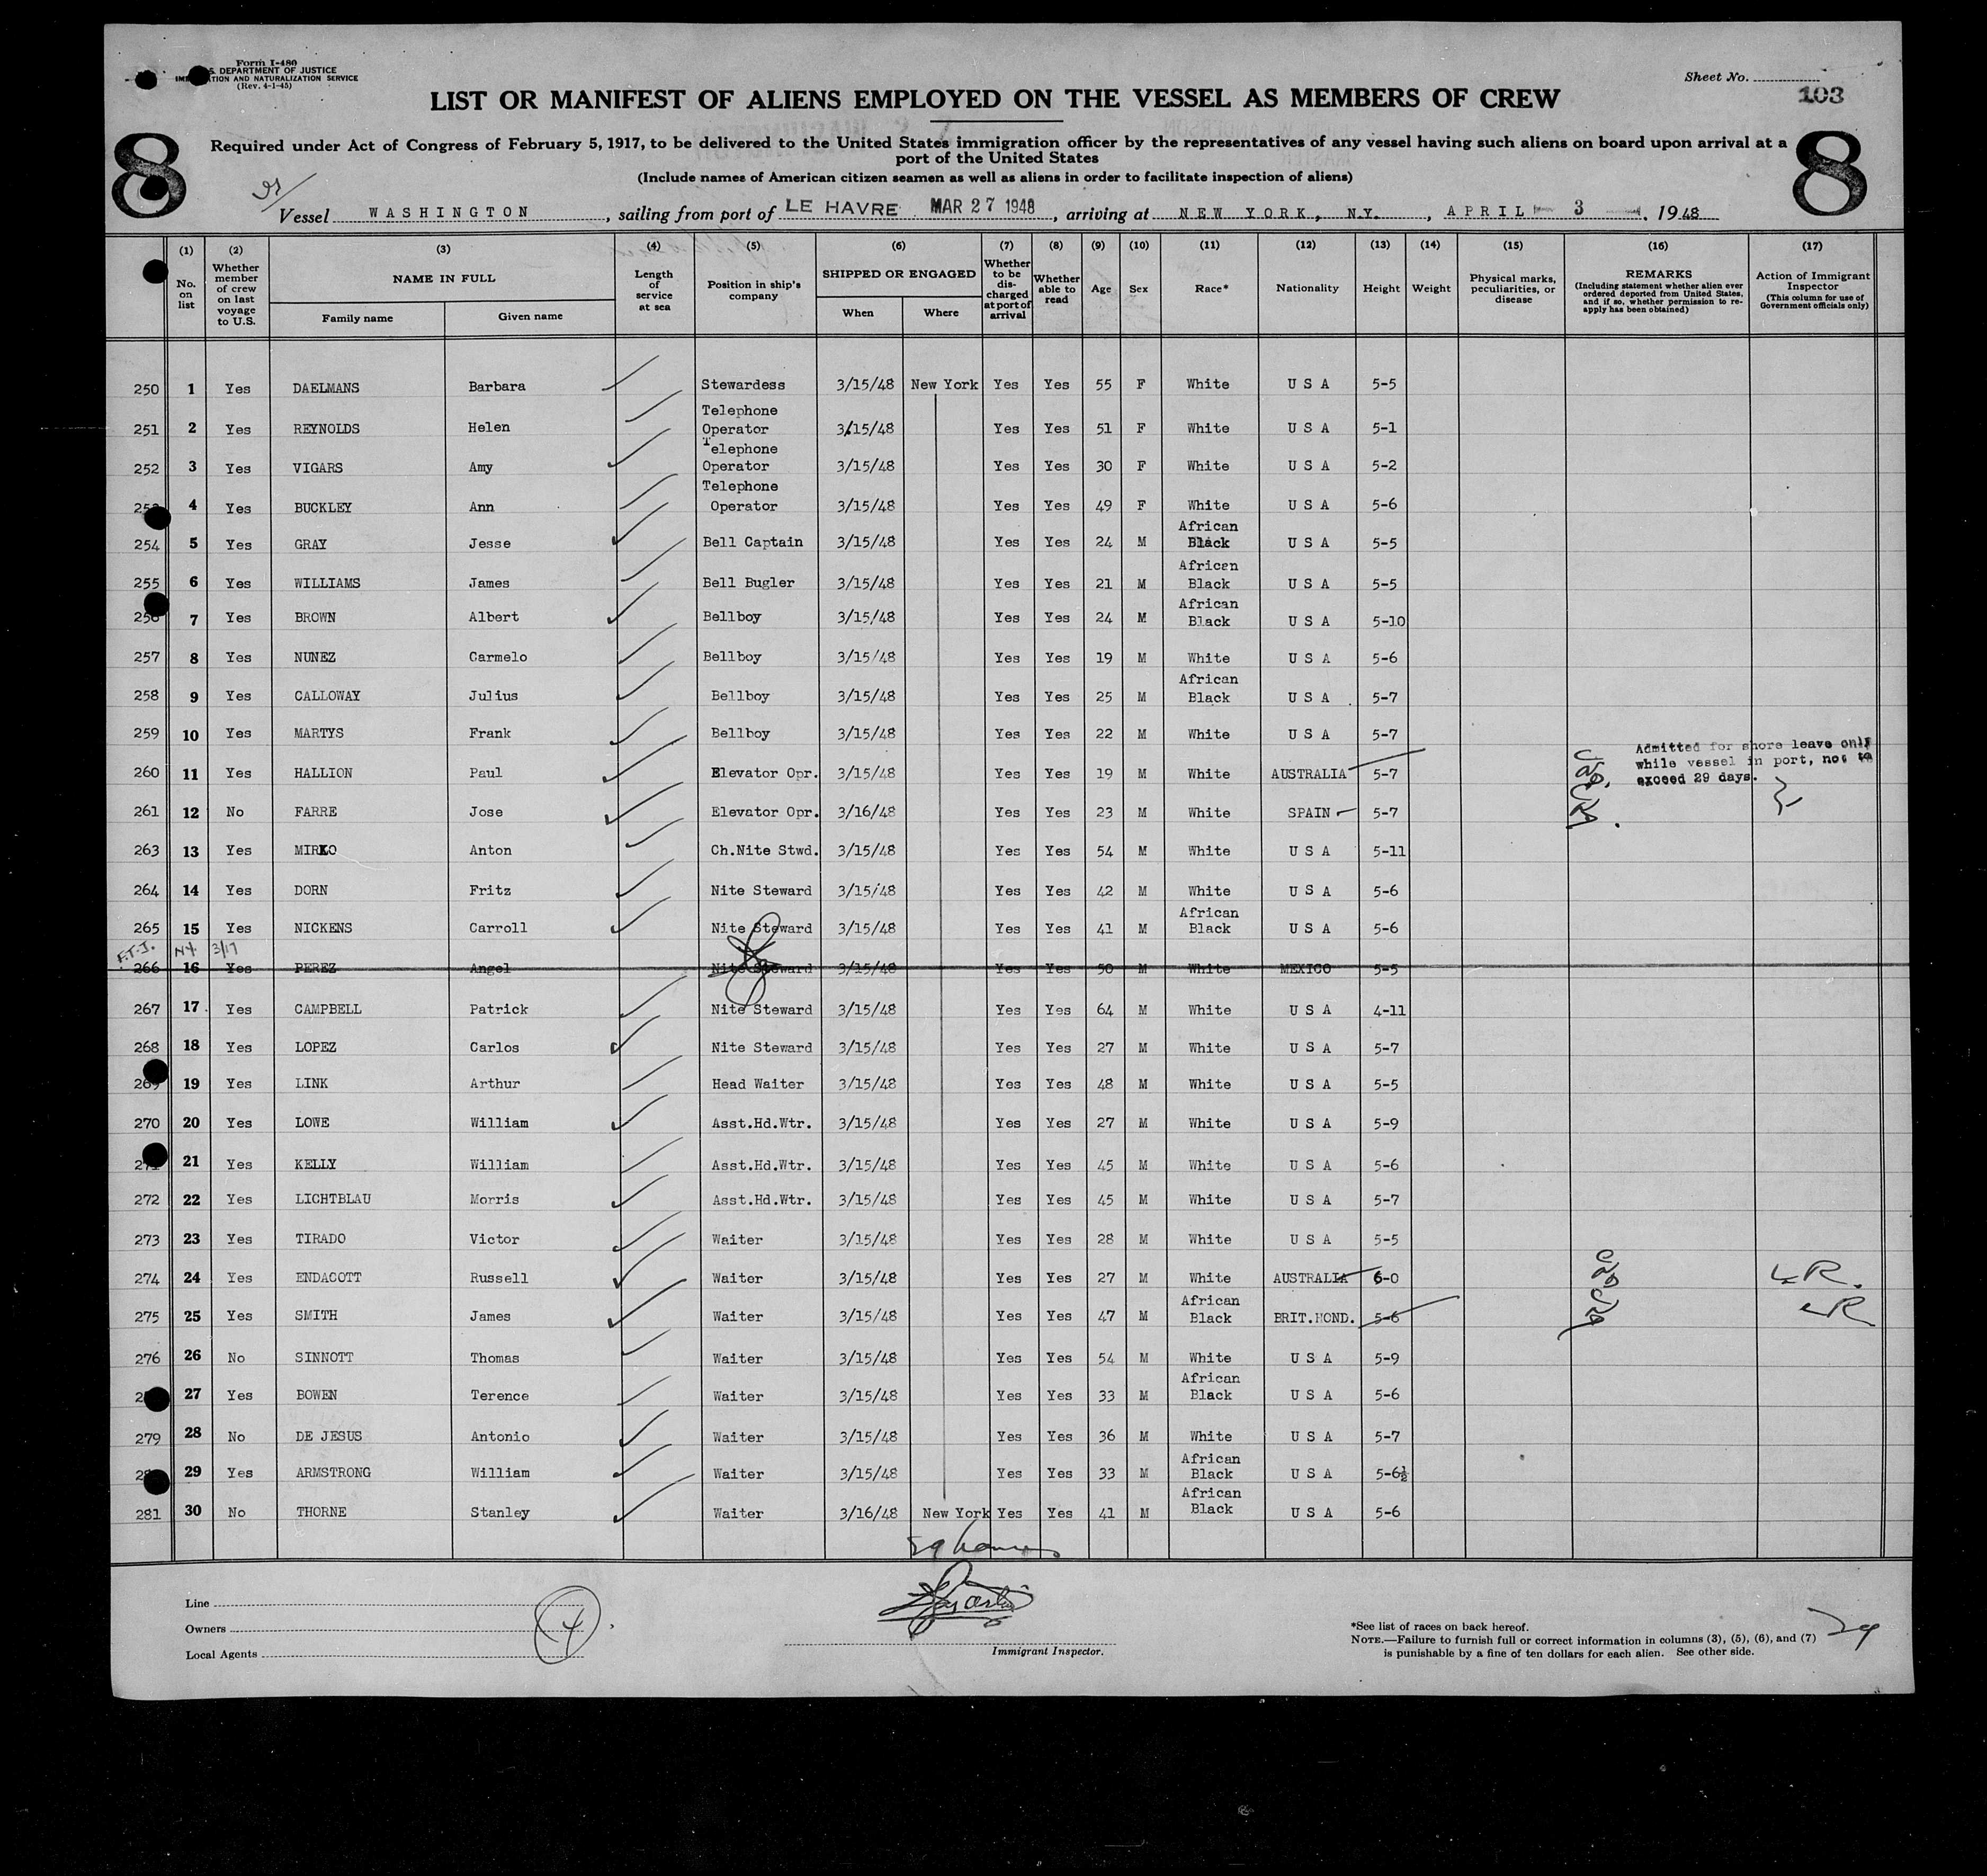 Form I-480
U. S. DEPARTMENT OF JUSTICE
IMMIGRATION AND NATURALIZATION SERVICE
(Rev. 4-1-45)
Sheet No.
103
LIST OR MANIFEST OF ALIENS EMPLOYED ON THE VESSEL AS MEMBERS OF CREW
8
8
Required under Act of Congress of February 5, 1917, to be delivered to the United States immigration officer by the representatives of any vessel having such aliens on board upon arrival at a
port of the United States
(Include names of American citizen seamen as well as aliens in order to facilitate inspection of aliens)
Vessel WASHINGTON, sailing from port of LE HAVRE MAR 27 1948, arriving at NEW YORK, N.Y., APRIL 3, 1948
(1) No. on list
(2) Whether member of crew on last voyage to U.S.
(3) NAME IN FULL
Family name Given name
(4) Length of service at sea
(5) Position in ship's company
(6) SHIPPED OR ENGAGED
When Where
(7) Whether to be discharged at port of arrival
(8) Whether able to read
(9) Age
(10) Sex
(11) Race*
(12) Nationality
(13) Height
(14) Weight
(15) Physical marks, peculiarities, or disease
(16) REMARKS (Including statement whether alien ever ordered deported from United States, and if so, whether permission to re-apply has been obtained)
(17) Action of Immigrant Inspector (This column for use of Government officials only)
250 1 Yes DAELMANS Barbara Stewardess 3/15/48 New York Yes Yes 55 F White U S A 5-5
251 2 Yes REYNOLDS Helen Telephone Operator 3/15/48 Yes Yes 51 F White U S A 5-1
252 3 Yes VIGARS Amy Telephone Operator 3/15/48 Yes Yes 30 F White U S A 5-2
253 4 Yes BUCKLEY Ann Telephone Operator 3/15/48 Yes Yes 49 F White U S A 5-6
254 5 Yes GRAY Jesse Bell Captain 3/15/48 Yes Yes 24 M African Black U S A 5-5
255 6 Yes WILLIAMS James Bell Bugler 3/15/48 Yes Yes 21 M African Black U S A 5-5
256 7 Yes BROWN Albert Bellboy 3/15/48 Yes Yes 24 M African Black U S A 5-10
257 8 Yes NUNEZ Carmelo Bellboy 3/15/48 Yes Yes 19 M White U S A 5-6
258 9 Yes CALLOWAY Julius Bellboy 3/15/48 Yes Yes 25 M African Black U S A 5-7
259 10 Yes MARTYS Frank Bellboy 3/15/48 Yes Yes 22 M White U S A 5-7
Admitted for shore leave only
while vessel in port, not to
exceed 29 days.
260 11 Yes HALLION Paul Elevator Opr. 3/15/48 Yes Yes 19 M White AUSTRALIA 5-7
261 12 No FARRE Jose Elevator Opr. 3/16/48 Yes Yes 23 M White SPAIN 5-7
263 13 Yes MIRKO Anton Ch.Nite Stwd. 3/15/48 Yes Yes 54 M White U S A 5-11
264 14 Yes DORN Fritz Nite Steward 3/15/48 Yes Yes 42 M White U S A 5-6
265 15 Yes NICKENS Carroll Nite Steward 3/15/48 Yes Yes 41 M African Black U S A 5-6
F.T.J. NY. 3/17
266 16 Yes PEREZ Angel Nite Steward 3/15/48 Yes Yes 50 M White MEXICO 5-5
267 17 Yes CAMPBELL Patrick Nite Steward 3/15/48 Yes Yes 64 M White U S A 4-11
268 18 Yes LOPEZ Carlos Nite Steward 3/15/48 Yes Yes 27 M White U S A 5-7
269 19 Yes LINK Arthur Head Waiter 3/15/48 Yes Yes 48 M White U S A 5-5
270 20 Yes LOWE William Asst.Hd.Wtr. 3/15/48 Yes Yes 27 M White U S A 5-9
271 21 Yes KELLY William Asst.Hd.Wtr. 3/15/48 Yes Yes 45 M White U S A 5-6
272 22 Yes LICHTBLAU Morris Asst.Hd.Wtr. 3/15/48 Yes Yes 45 M White U S A 5-7
273 23 Yes TIRADO Victor Waiter 3/15/48 Yes Yes 28 M White U S A 5-5
274 24 Yes ENDACOTT Russell Waiter 3/15/48 Yes Yes 27 M White AUSTRALIA 6-0
275 25 Yes SMITH James Waiter 3/15/48 Yes Yes 47 M African Black BRIT.HOND. 5-6
276 26 No SINNOTT Thomas Waiter 3/15/48 Yes Yes 54 M White U S A 5-9
27 Yes BOWEN Terence Waiter 3/15/48 Yes Yes 33 M African Black U S A 5-6
279 28 No DE JESUS Antonio Waiter 3/15/48 Yes Yes 36 M White U S A 5-7
29 Yes ARMSTRONG William Waiter 3/15/48 Yes Yes 33 M African Black U S A 5-6½
281 30 No THORNE Stanley Waiter 3/16/48 New York Yes Yes 41 M African Black U S A 5-6
Line
Owners
Local Agents
4
Immigrant Inspector.
*See list of races on back hereof.
NOTE.—Failure to furnish full or correct information in columns (3), (5), (6), and (7)
is punishable by a fine of ten dollars for each alien. See other side.
29